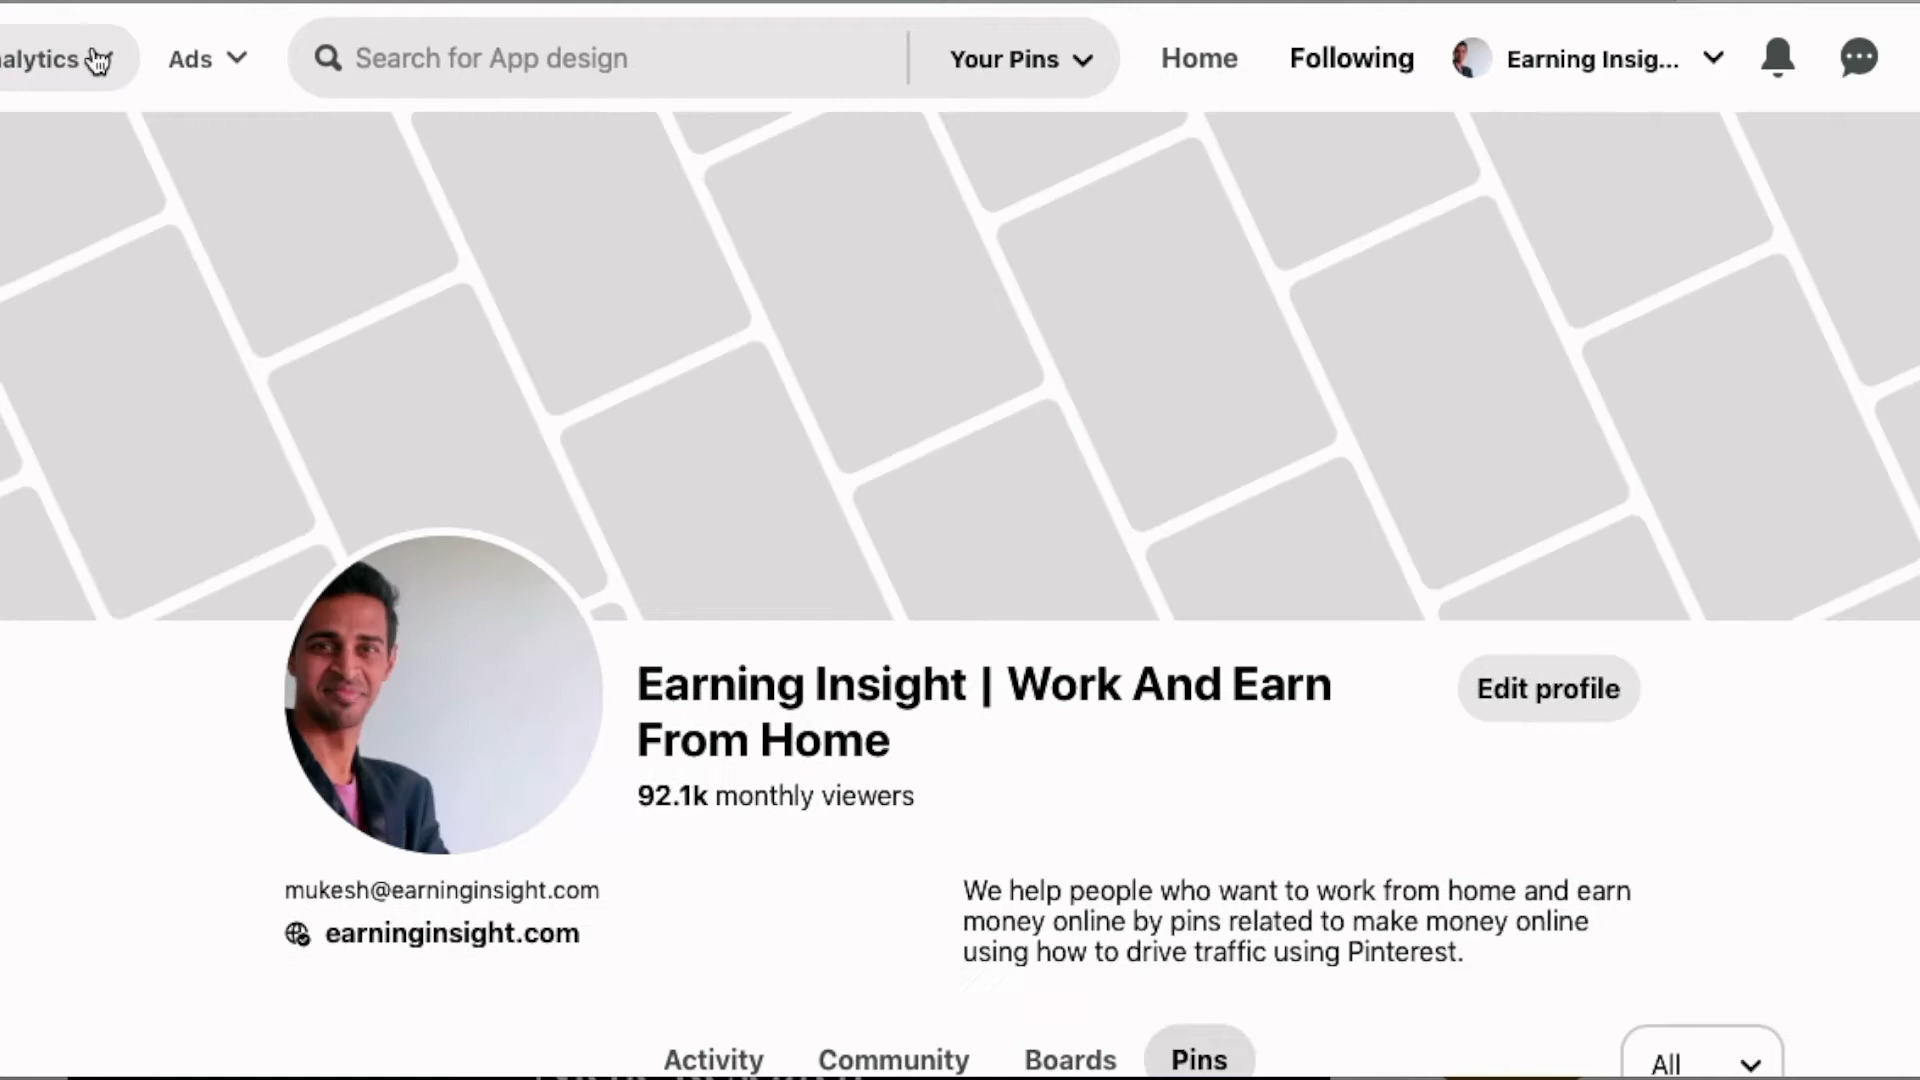 alytics
Ads
Search for App design
Your Pins
Home
Following
Earning Insig...
Earning Insight | Work And Earn
From Home
Edit profile
92.1k monthly viewers
mukesh@earninginsight.com
earninginsight.com
We help people who want to work from home and earn
money online by pins related to make money online
using how to drive traffic using Pinterest.
Activity
Community
Boards
Pins
All